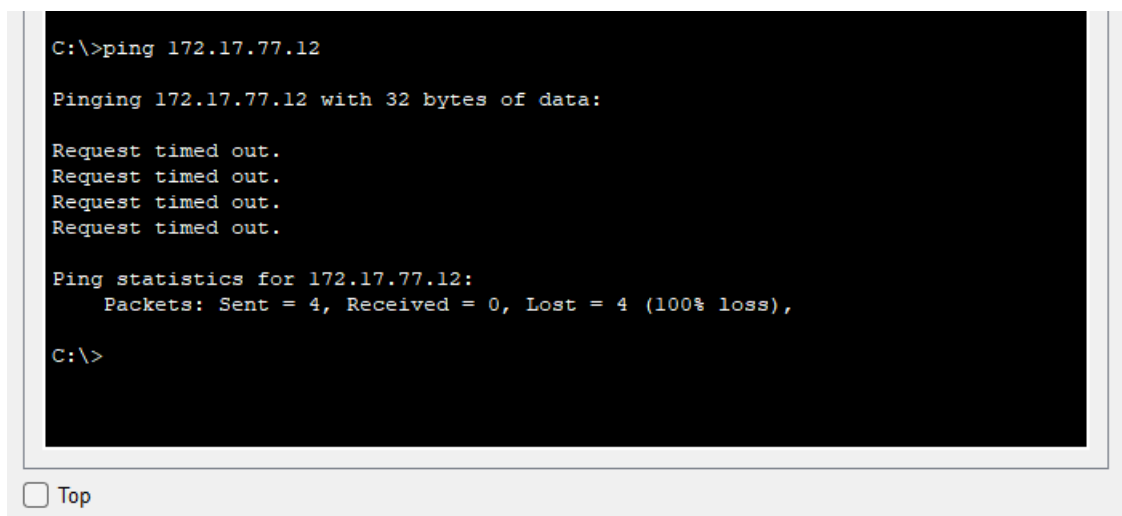 C:\>ping 172.17.77.12
Pinging 172.17.77.12 with 32 bytes of data:
Request timed out.
Request timed out.
Request timed out.
Request timed out.
Ping statistics for 172.17.77.12:
    Packets: Sent = 4, Received = 0, Lost = 4 (100% loss),
C:\>
Top